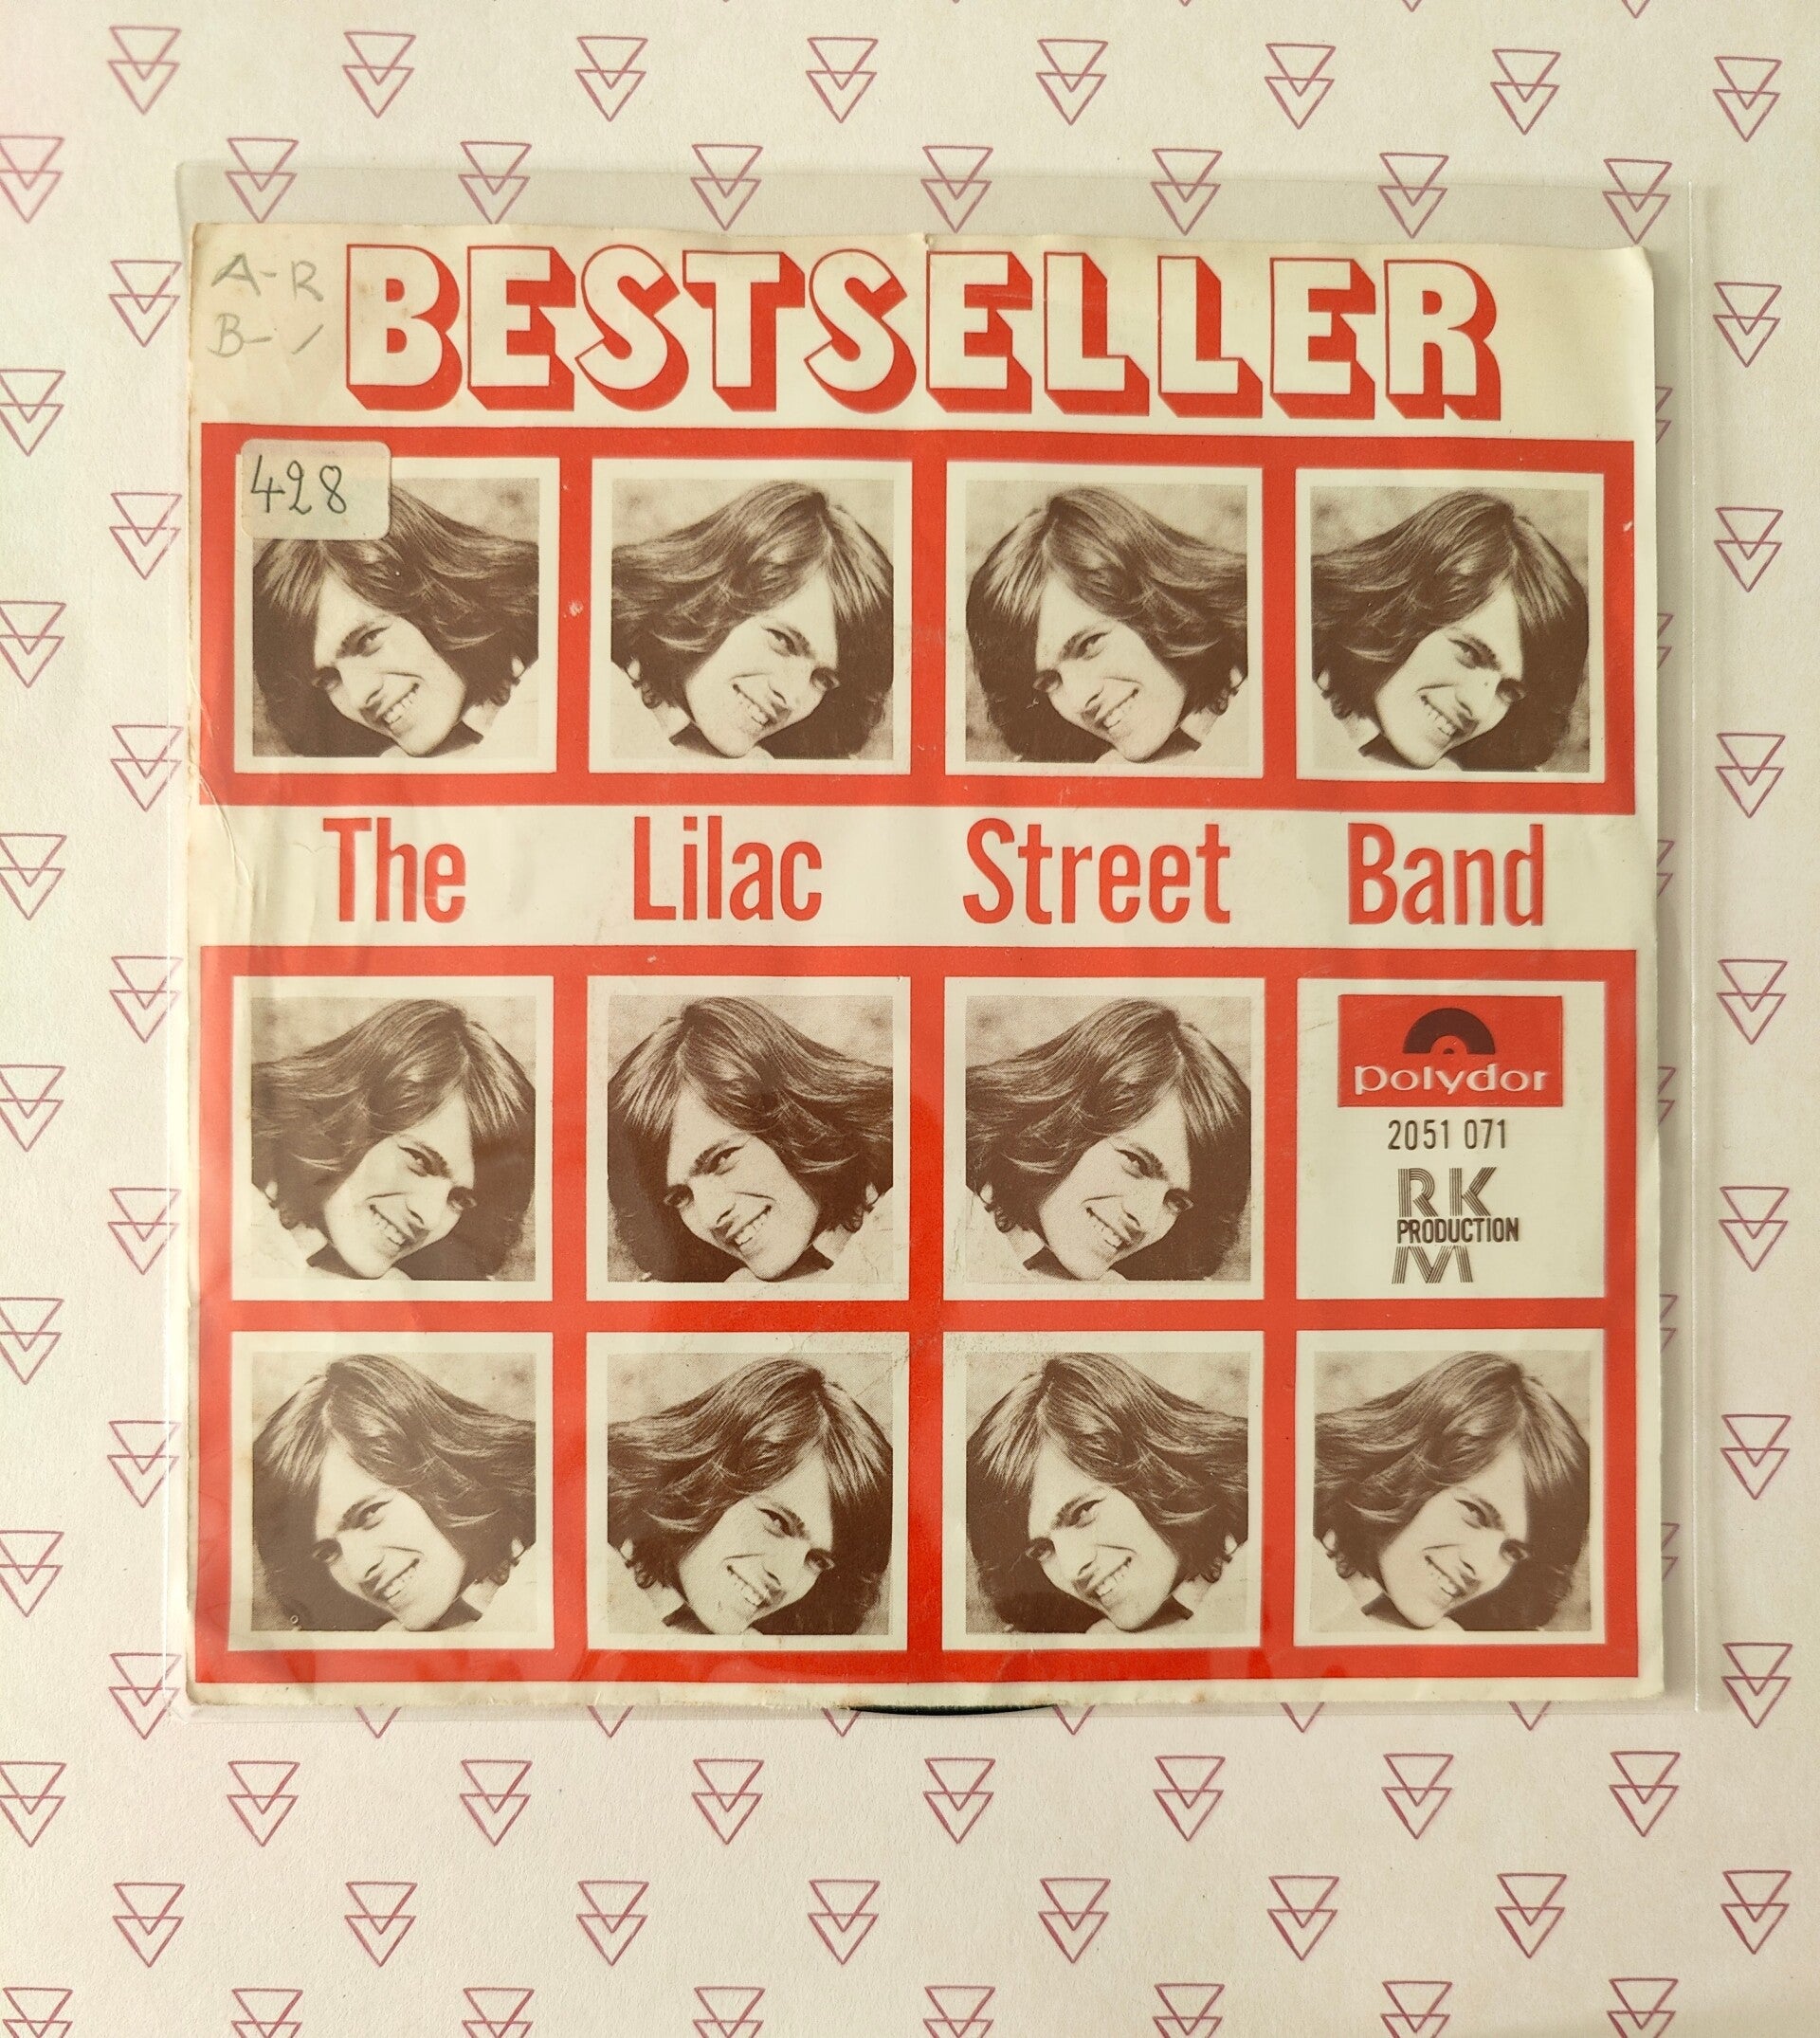 A-R
B- ✓
BESTSELLER
428
The Lilac Street Band
polydor
2051 071
RK
PRODUCTION
M